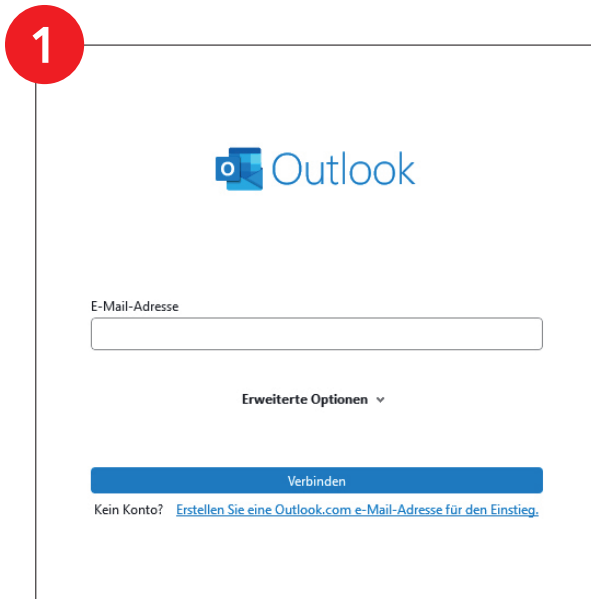 1
Outlook
E-Mail-Adresse
Erweiterte Optionen
Verbinden
Kein Konto? Erstellen Sie eine Outlook.com e-Mail-Adresse für den Einstieg.